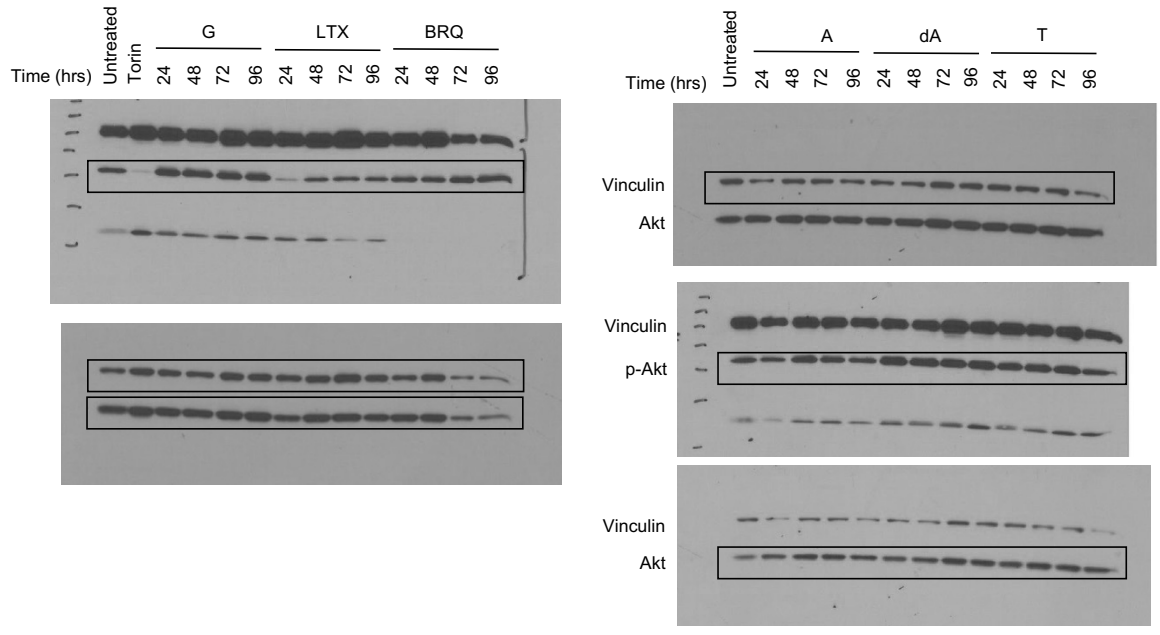 G LTX BRQ
Untreated Torin
Time (hrs) 24 48 72 96 24 48 72 96 24 48 72 96
A dA T
Untreated
Time (hrs) 24 48 72 96 24 48 72 96 24 48 72 96
Vinculin
Akt
Vinculin
p-Akt
Vinculin
Akt